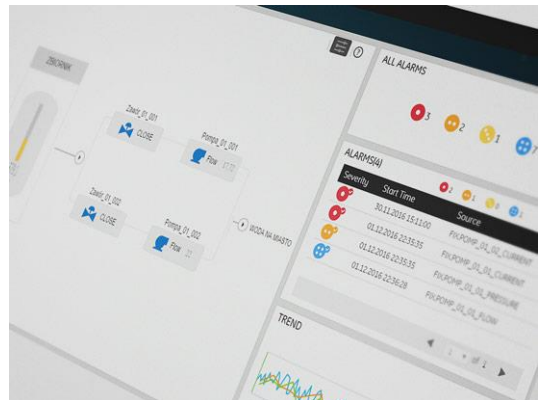 ZBIORNIK
Zawór_01_001
CLOSE
Pompa_01_001
Flow
Zawór_01_002
CLOSE
Pompa_01_002
Flow
WODA NA MIASTO
ALL ALARMS
3
2
1
7
ALARMS(4)
2
1
0
1
Severity Start Time Source
30.11.2016 15:11:00 FIX.POMP_01_02_CURRENT
01.12.2016 22:35:35 FIX.POMP_01_01_CURRENT
01.12.2016 22:35:35 FIX.POMP_01_01_PRESSURE
01.12.2016 22:36:28 FIX.POMP_01_01_FLOW
1 of 1
TREND